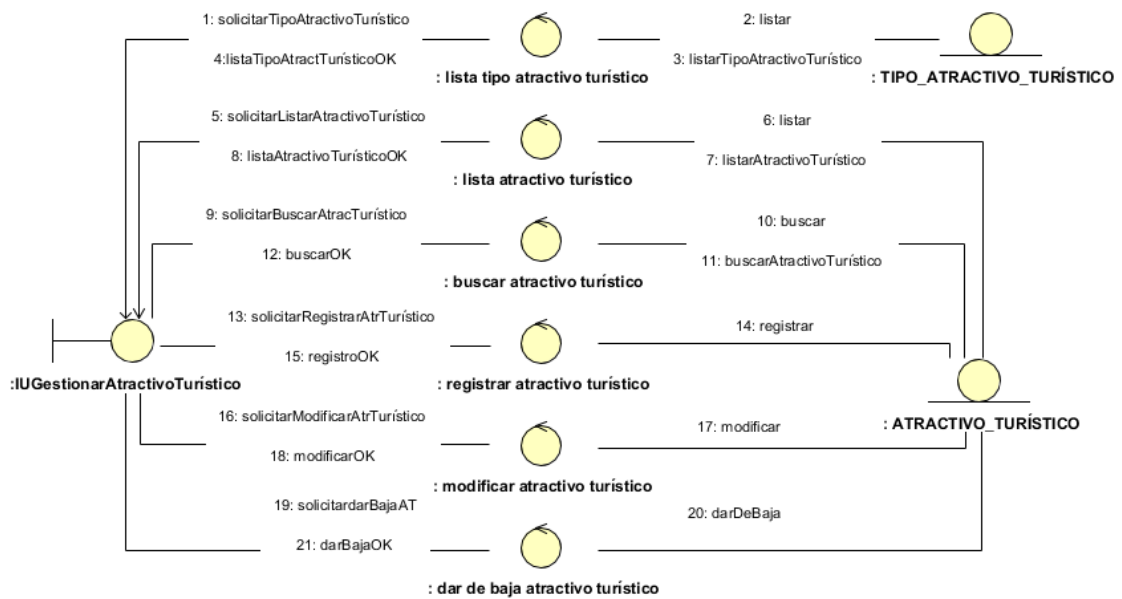 1: solicitarTipoAtractivoTurístico
2: listar
4:listaTipoAtractTurísticoOK
3: listarTipoAtractivoTurístico
: lista tipo atractivo turístico
: TIPO_ATRACTIVO_TURÍSTICO
5: solicitarListarAtractivoTurístico
6: listar
8: listaAtractivoTurísticoOK
7: listarAtractivoTurístico
: lista atractivo turístico
9: solicitarBuscarAtracTurístico
10: buscar
12: buscarOK
11: buscarAtractivoTurístico
: buscar atractivo turístico
13: solicitarRegistrarAtrTurístico
14: registrar
15: registroOK
:IUGestionarAtractivoTurístico
: registrar atractivo turístico
16: solicitarModificarAtrTurístico
17: modificar
: ATRACTIVO_TURÍSTICO
18: modificarOK
: modificar atractivo turístico
19: solicitardarBajaAT
20: darDeBaja
21: darBajaOK
: dar de baja atractivo turístico